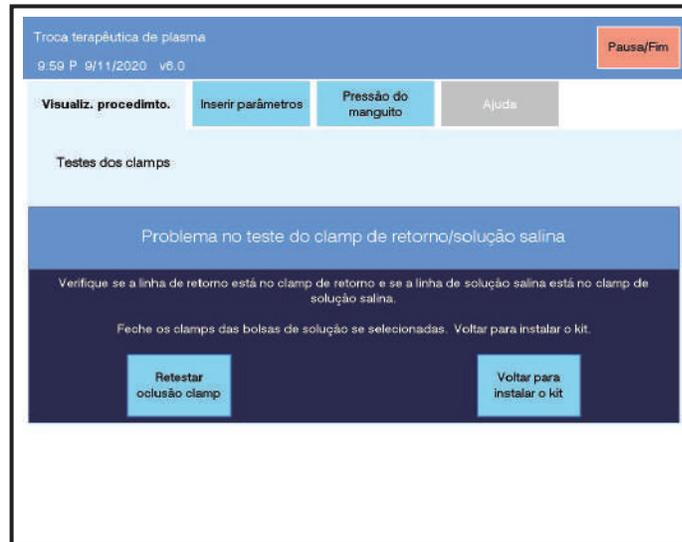 Troca terapêutica de plasma
9:59 P 9/11/2020 v6.0
Pausa/Fim
Visualiz. procedimto.
Inserir parâmetros
Pressão do
manguito
Ajuda
Testes dos clamps
Problema no teste do clamp de retorno/solução salina
Verifique se a linha de retorno está no clamp de retorno e se a linha de solução salina está no clamp de
solução salina.
Feche os clamps das bolsas de solução se selecionadas. Voltar para instalar o kit.
Retestar
oclusão clamp
Voltar para
instalar o kit